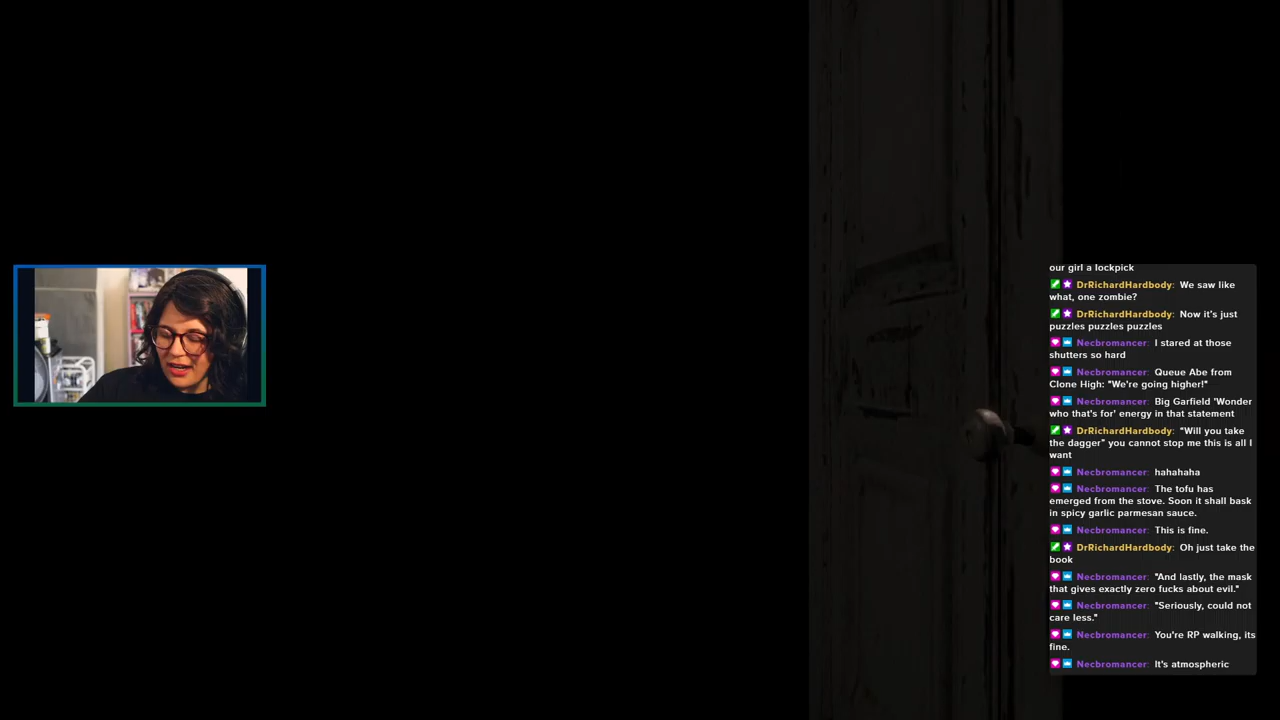 our girl a lockpick
DrRichardHardbody: We saw like
what, one zombie?
DrRichardHardbody: Now it's just
puzzles puzzles puzzles
Necbromancer: I stared at those
shutters so hard
Necbromancer: Queue Abe from
Clone High: "We're going higher!"
Necbromancer: Big Garfield 'Wonder
who that's for' energy in that statement
DrRichardHardbody: "Will you take
the dagger" you cannot stop me this is all I
want
Necbromancer: hahahaha
Necbromancer: The tofu has
emerged from the stove. Soon it shall bask
in spicy garlic parmesan sauce.
Necbromancer: This is fine.
DrRichardHardbody: Oh just take the
book
Necbromancer: "And lastly, the mask
that gives exactly zero fucks about evil."
Necbromancer: "Seriously, could not
care less."
Necbromancer: You're RP walking, its
fine.
Necbromancer: It's atmospheric